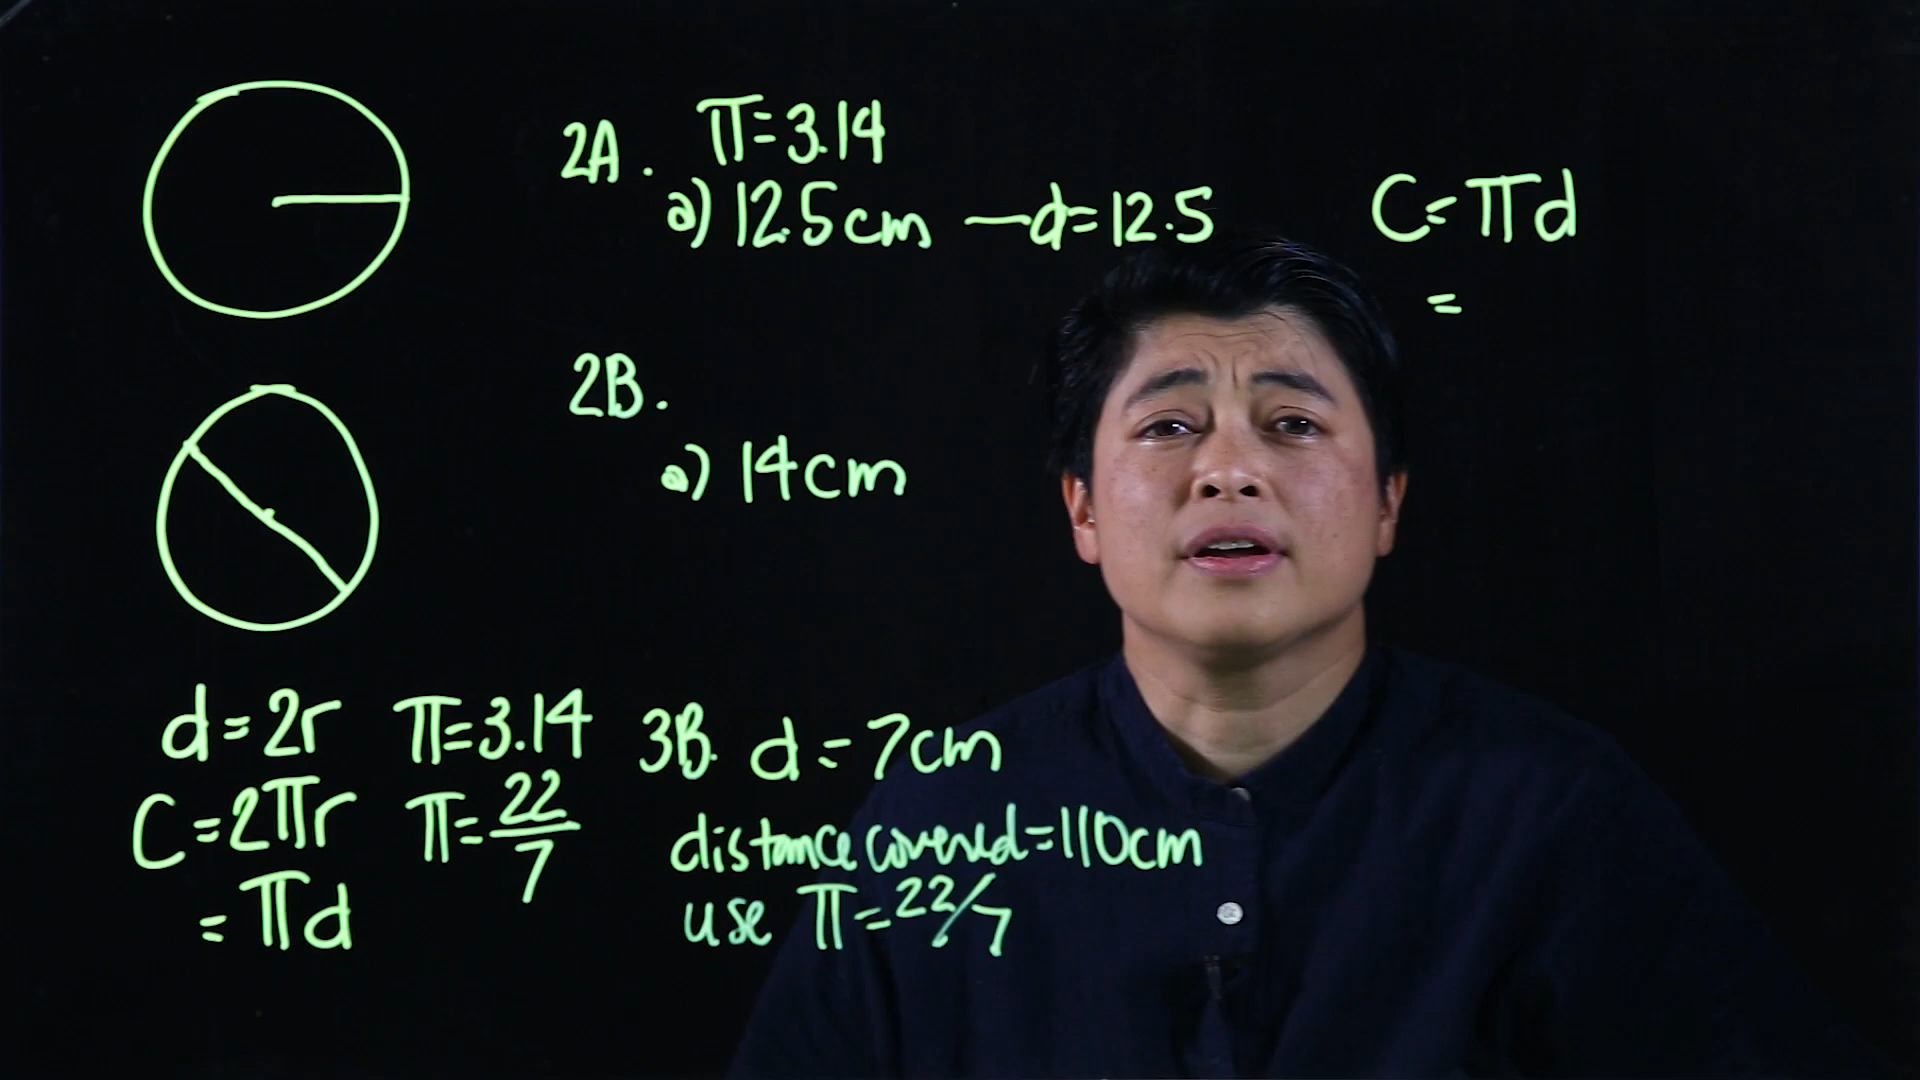 2A. π=3.14
a) 12.5cm — d=12.5
C=πd
=
2B.
a) 14cm
d=2r
C=2πr
=πd
π=3.14
π=22/7
3B. d=7cm
distance covered=110cm
use π=22/7